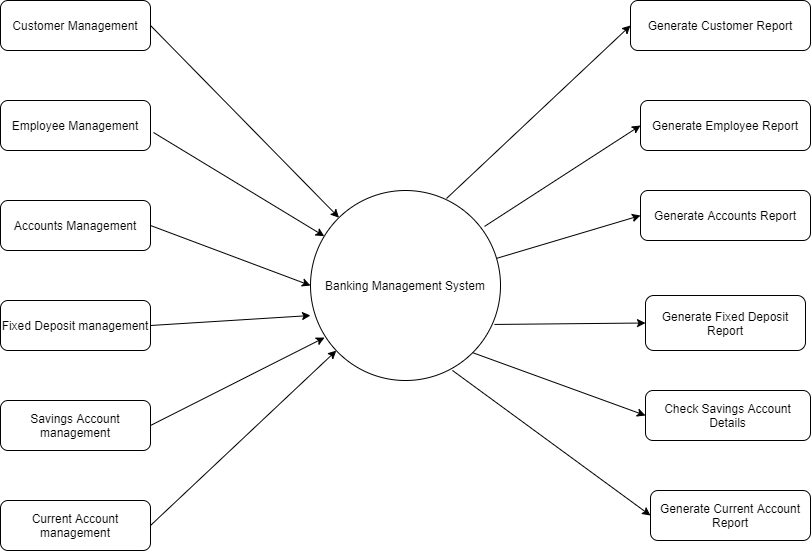 Customer Management
Employee Management
Accounts Management
Fixed Deposit management
Savings Account
management
Current Account
management
Banking Management System
Generate Customer Report
Generate Employee Report
Generate Accounts Report
Generate Fixed Deposit
Report
Check Savings Account
Details
Generate Current Account
Report